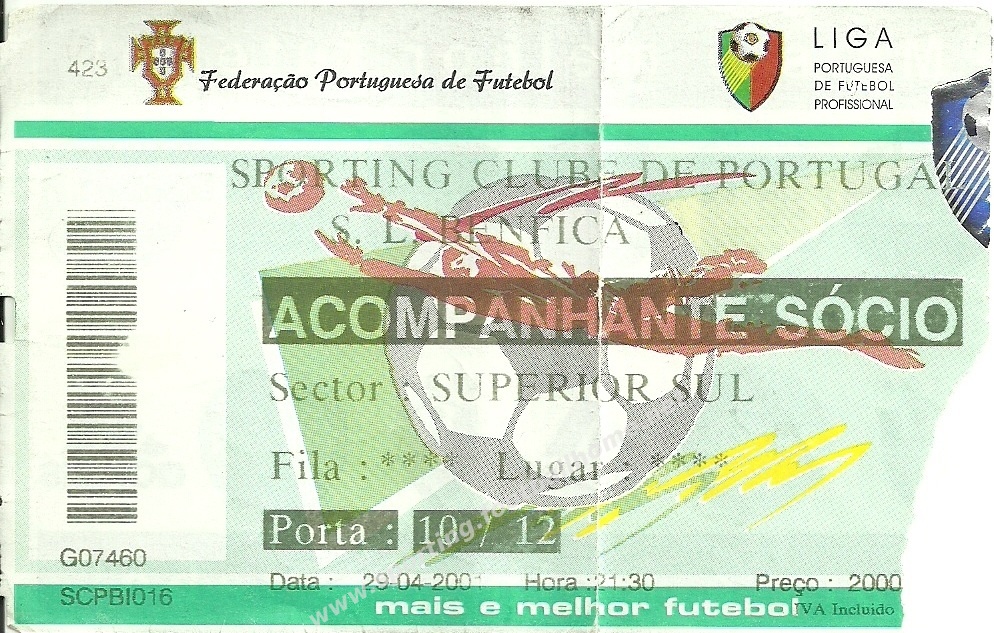 423
Federação Portuguesa de Futebol
LIGA
PORTUGUESA
DE FUTEBOL
PROFISSIONAL
SPORTING CLUBE DE PORTUGAL
S. L. BENFICA
ACOMPANHANTE SÓCIO
Sector : SUPERIOR SUL
Fila : **** Lugar : ****
Porta : 10 / 12
G07460
SCPBI016
Data : 29-04-2001 Hora :21:30 Preço : 2000
mais e melhor futebol
IVA Incluido